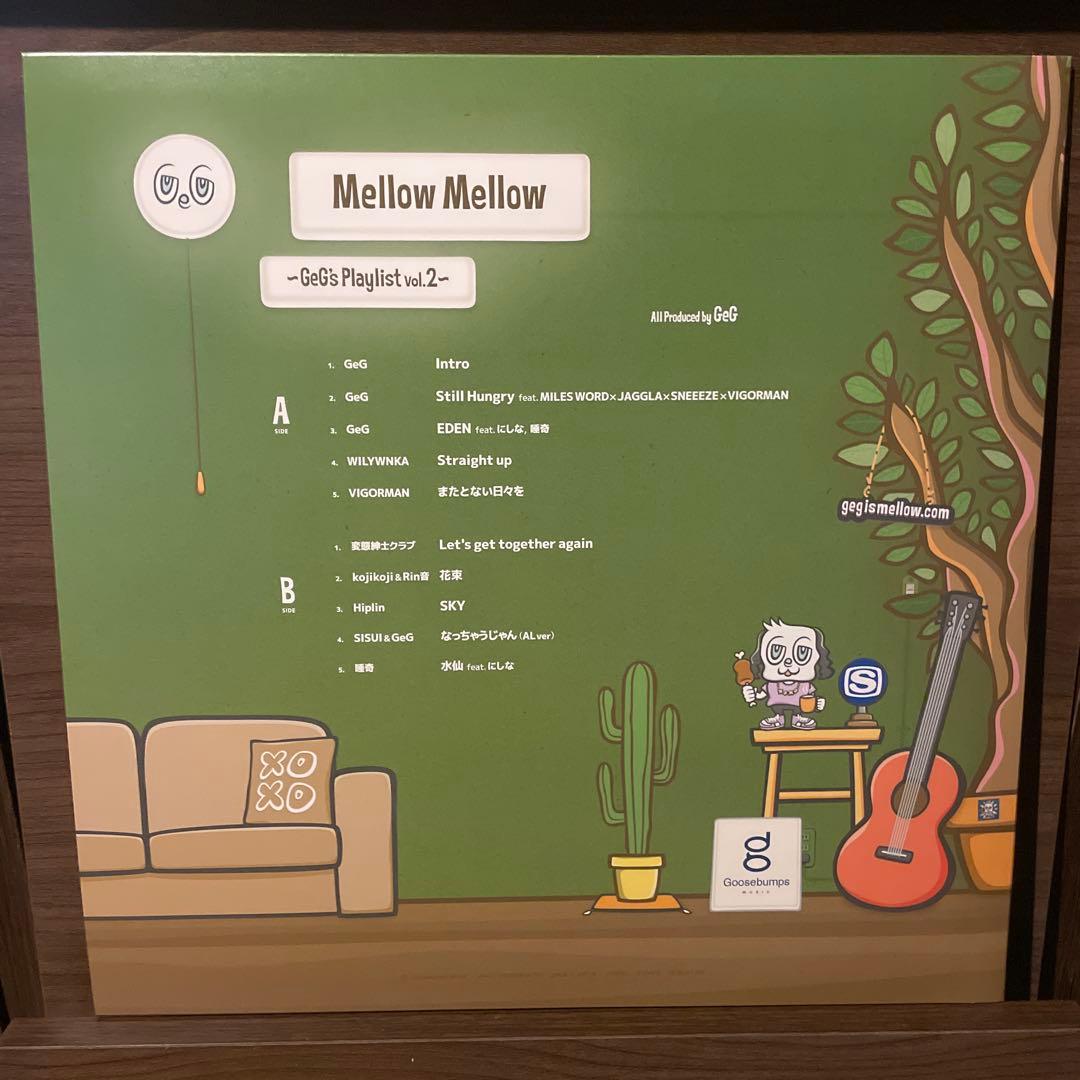 GeG
Mellow Mellow
~GeG's Playlist vol.2~
All Produced by GeG
A
SIDE
1. GeG Intro
2. GeG Still Hungry feat. MILES WORD×JAGGLA×SNEEEZE×VIGORMAN
3. GeG EDEN feat. にしな, 唾奇
4. WILYWNKA Straight up
5. VIGORMAN またとない日々を
B
SIDE
1. 変態紳士クラブ Let's get together again
2. kojikoji & Rin音 花束
3. Hiplin SKY
4. SISUI & GeG なっちゃうじゃん (AL ver)
5. 唾奇 水仙 feat. にしな
gegismellow.com
S
XO
XO
Goosebumps
MUSIC